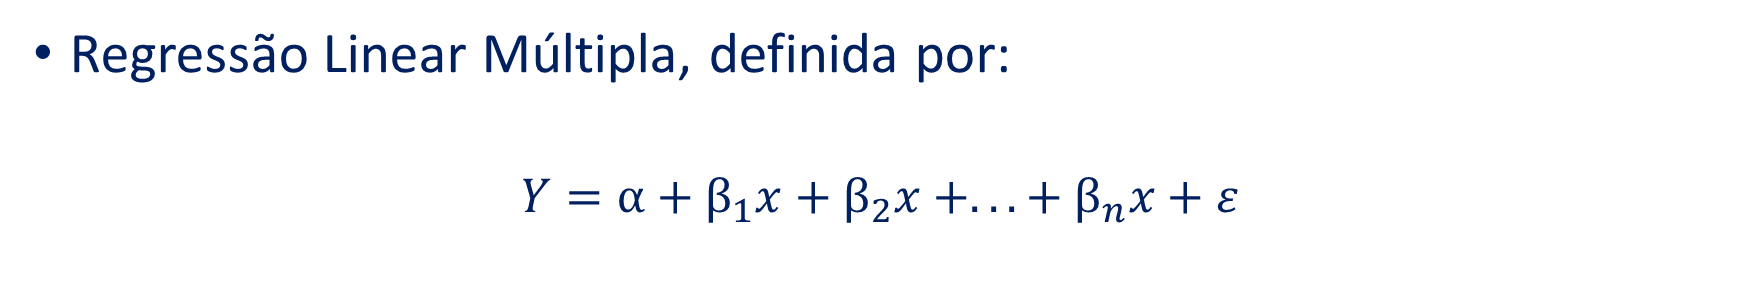 • Regressão Linear Múltipla, definida por:
Y = α + β₁x + β₂x +...+ βₙx + ε